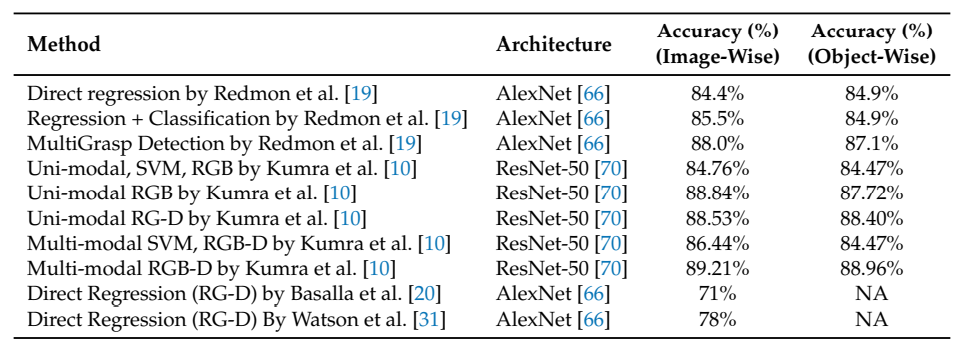 Method Architecture Accuracy (%) (Image-Wise) Accuracy (%) (Object-Wise)
Direct regression by Redmon et al. [19] AlexNet [66] 84.4% 84.9%
Regression + Classification by Redmon et al. [19] AlexNet [66] 85.5% 84.9%
MultiGrasp Detection by Redmon et al. [19] AlexNet [66] 88.0% 87.1%
Uni-modal, SVM, RGB by Kumra et al. [10] ResNet-50 [70] 84.76% 84.47%
Uni-modal RGB by Kumra et al. [10] ResNet-50 [70] 88.84% 87.72%
Uni-modal RG-D by Kumra et al. [10] ResNet-50 [70] 88.53% 88.40%
Multi-modal SVM, RGB-D by Kumra et al. [10] ResNet-50 [70] 86.44% 84.47%
Multi-modal RGB-D by Kumra et al. [10] ResNet-50 [70] 89.21% 88.96%
Direct Regression (RG-D) by Basalla et al. [20] AlexNet [66] 71% NA
Direct Regression (RG-D) By Watson et al. [31] AlexNet [66] 78% NA